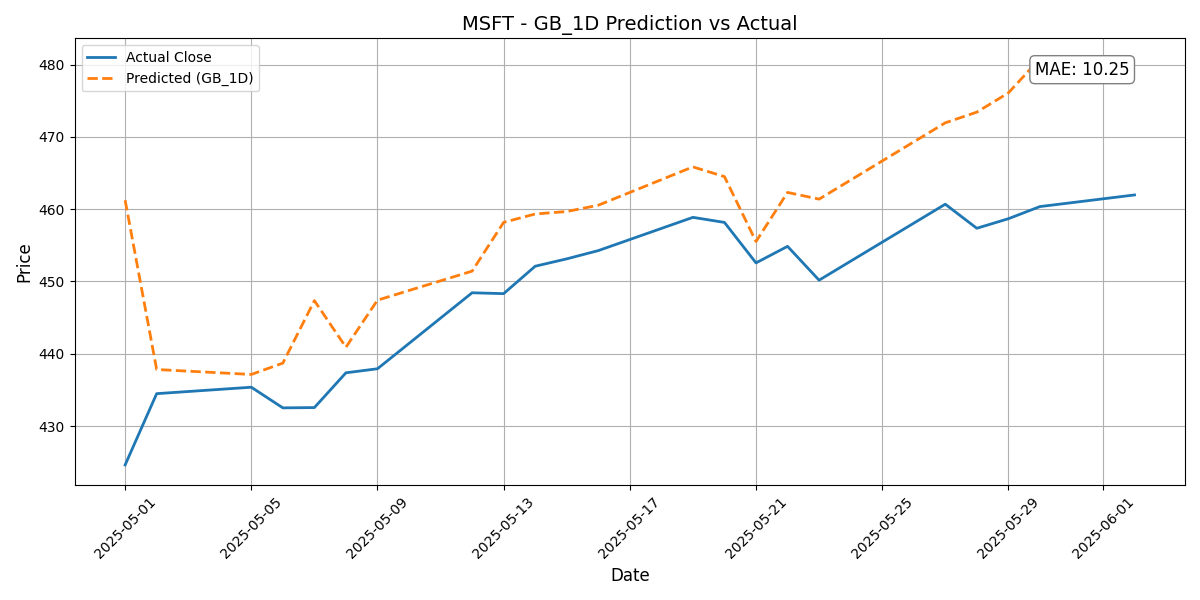 MSFT - GB_1D Prediction vs Actual
Actual Close
Predicted (GB_1D)
MAE: 10.25
480
470
460
450
440
430
Price
2025-05-01
2025-05-05
2025-05-09
2025-05-13
2025-05-17
2025-05-21
2025-05-25
2025-05-29
2025-06-01
Date